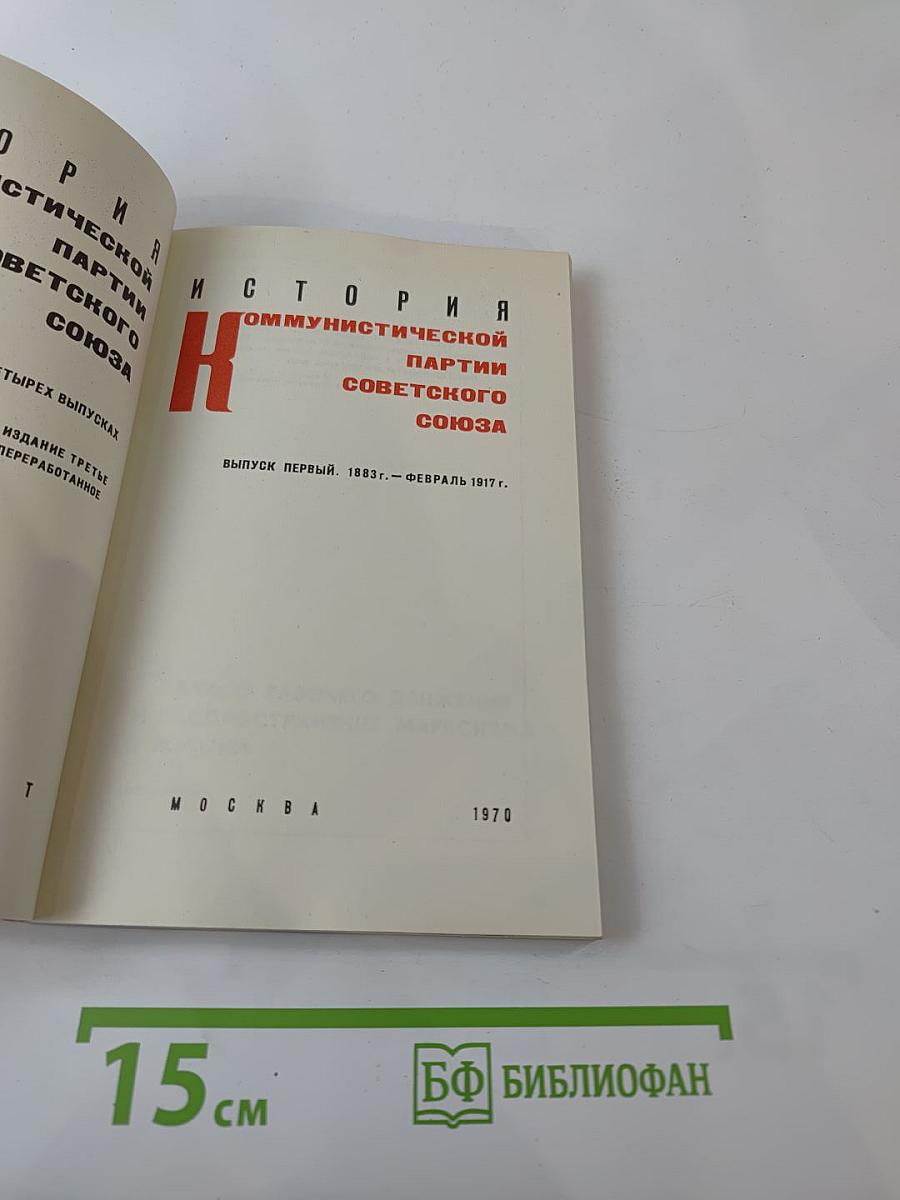 ПАРТИИ
СОЮЗА
ВЫПУСКАХ
ИЗДАНИЕ ТРЕТЬЕ
ПЕРЕРАБОТАННОЕ
ИСТОРИЯ
КОММУНИСТИЧЕСКОЙ
ПАРТИИ
СОВЕТСКОГО
СОЮЗА
ВЫПУСК ПЕРВЫЙ. 1883 г. — ФЕВРАЛЬ 1917 г.
МОСКВА 1970
15 см
БФ БИБЛИОФАН